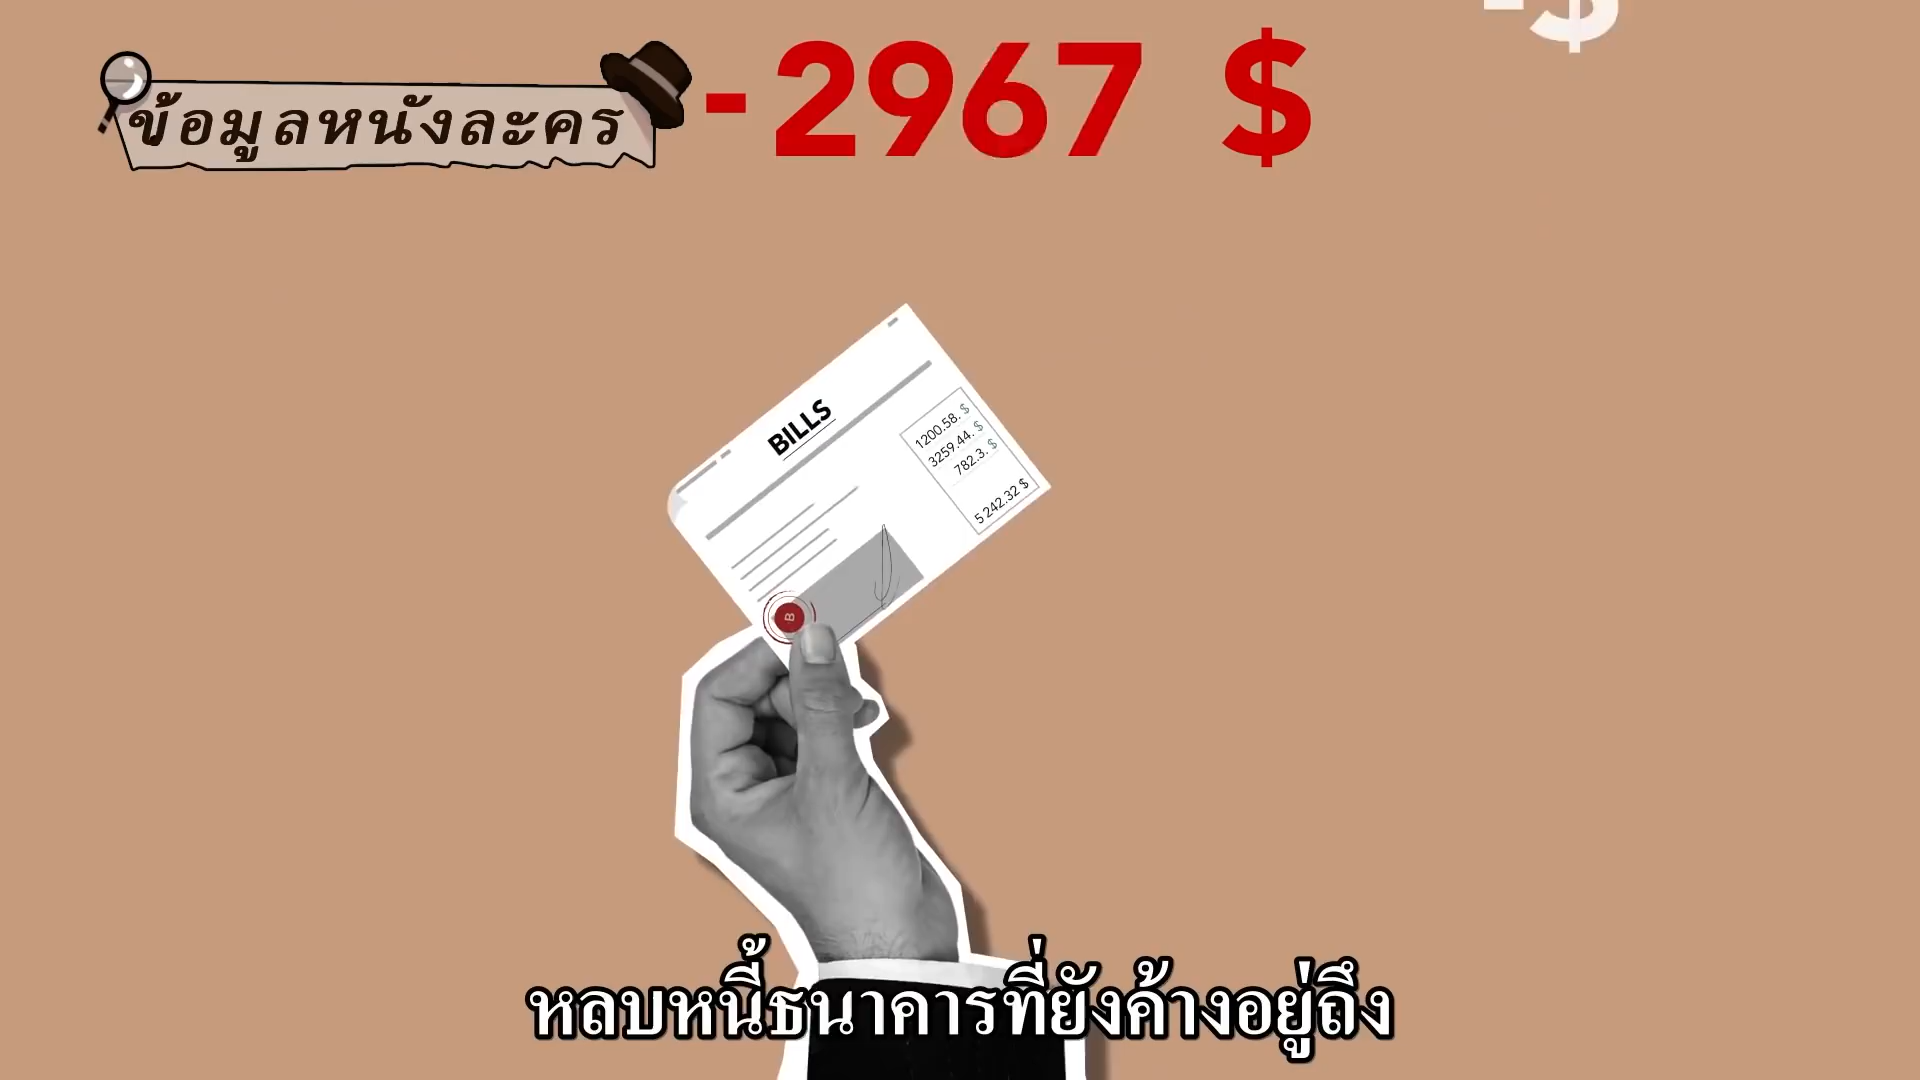 -$
-2967 $
ข้อมูลหนังละคร
BILLS
1200.58. $
3259.44. $
782.3. $
5 242.32 $
B
หลบหนี้ธนาคารที่ยังค้างอยู่ถึง